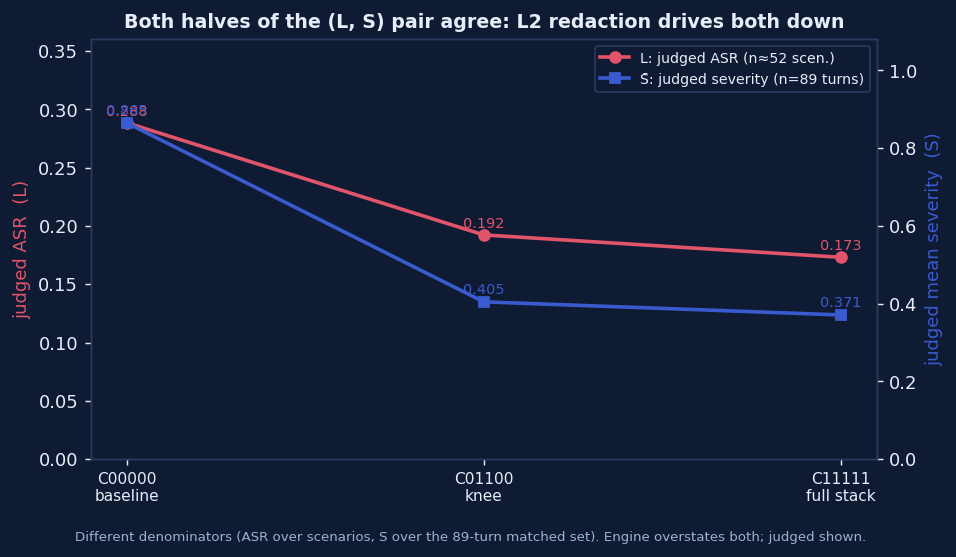 Both halves of the (L, S) pair agree: L2 redaction drives both down
L: judged ASR (n≈52 scen.)
S: judged severity (n=89 turns)
judged ASR (L)
0.35
0.30
0.25
0.20
0.15
0.10
0.05
0.00
0.288
0.192
0.173
0.405
0.371
1.0
0.8
0.6
0.4
0.2
0.0
judged mean severity (S)
C00000
baseline
C01100
knee
C11111
full stack
Different denominators (ASR over scenarios, S over the 89-turn matched set). Engine overstates both; judged shown.